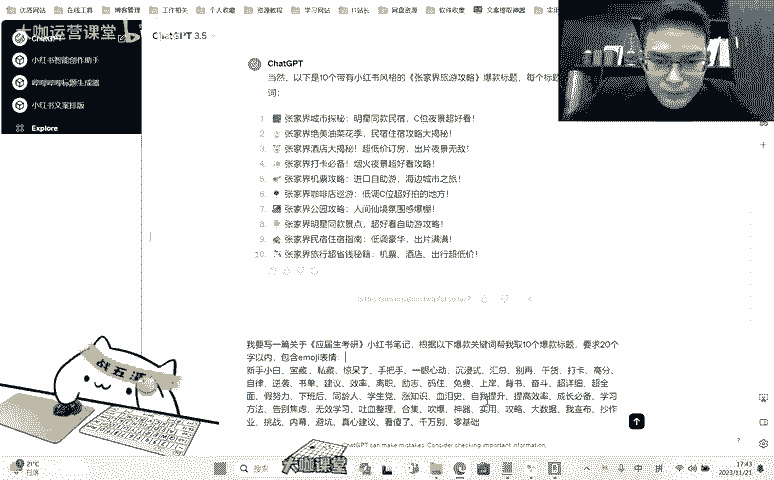 优质网站 在线工具 博客管理 工作相关 个人收藏 资源教程 学习网站 IT站长 网盘资源 软件收集 文案提取神器
大咖运营课堂
ChatGPT
小红书智能创作助手
小红书文案排版
Explore
ChatGPT 3.5
ChatGPT
当然，以下是10个带有小红书风格的《张家界旅游攻略》爆款标题，每个标题
词：
1. 张家界城市探秘：明星同款民宿，C位夜景超好看！
2. 张家界绝美油菜花季，民宿住宿攻略大揭秘！
3. 张家界酒店大揭秘！超低价订房，出片夜景无敌！
4. 张家界打卡必备！烟火夜景超好看攻略！
5. 张家界机票攻略：进口自助游，海边城市之旅！
6. 张家界咖啡店巡游：低调C位超好拍的地方！
7. 张家界公园攻略：人间仙境氛围感爆棚！
8. 张家界明星同款景点，超好看自助游攻略！
9. 张家界民宿住宿指南：低调豪华，出片满满！
10. 张家界旅行超省钱秘籍：机票、酒店、出行超低价！
Is this conversation helpful so far?
我要写一篇关于《应届生考研》小红书笔记，根据以下爆款关键词帮我取10个爆款标题，要求20个
字以内，包含emoji表情：
新手小白、宝藏、私藏、惊呆了、手把手、一眼心动、沉浸式、汇总、别再、干货、打卡、高分、
自律、逆袭、书单、建议、效率、离职、励志、码住、免费、上岸、背书、奋斗、超详细、超全
面、假努力、下班后、同龄人、学生党、涨知识、血泪史、自我提升、提高效率、成长必备、学习
方法、告别焦虑、无效学习、吐血整理、合集、吹爆、神器、实用、攻略、大数据、我宣布、抄作
业、挑战、内幕、避坑、真心建议、看傻了、千万别、零基础
ChatGPT can make mistakes. Consider checking important information.
战五渣
大咖课堂
21°C
搜索
中
拼
17:43
2023/11/21